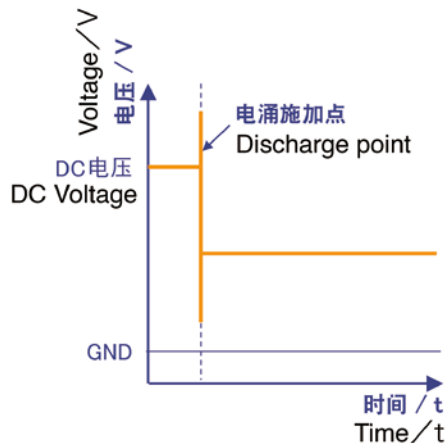 Voltage/V
电压 / V
电涌施加点
Discharge point
DC电压
DC Voltage
GND
时间 / t
Time/t